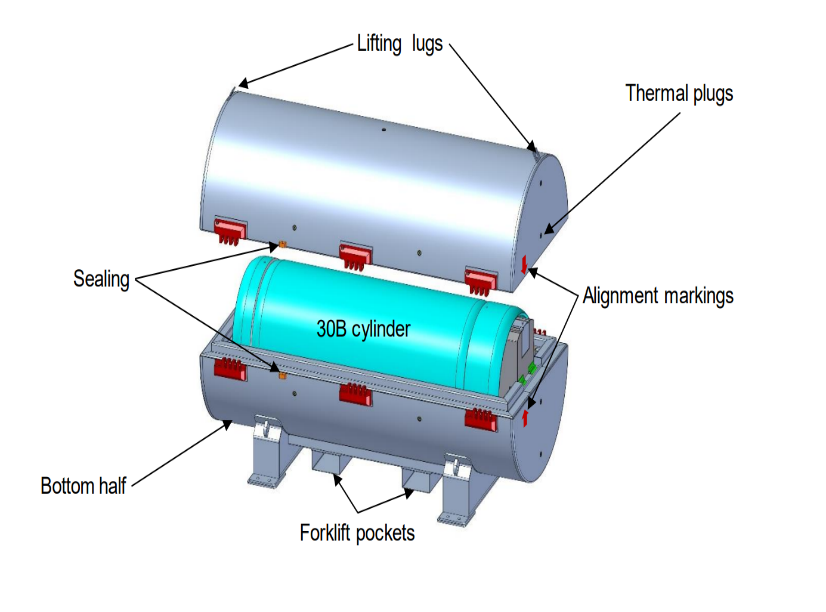 Lifting lugs
Thermal plugs
Sealing
Alignment markings
30B cylinder
Bottom half
Forklift pockets